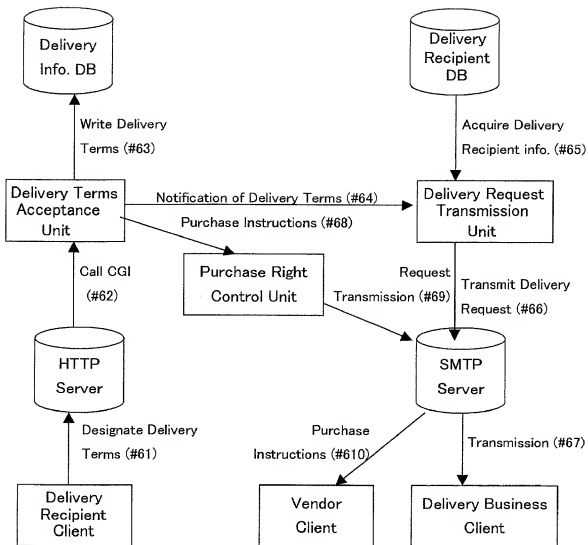 Delivery
Info. DB
Delivery
Recipient
DB
Write Delivery
Terms (#63)
Acquire Delivery
Recipient info. (#65)
Delivery Terms
Acceptance
Unit
Notification of Delivery Terms (#64)
Delivery Request
Transmission
Unit
Purchase Instructions (#68)
Call CGI
(#62)
Purchase Right
Control Unit
Request
Transmission (#69)
Transmit Delivery
Request (#66)
HTTP
Server
SMTP
Server
Designate Delivery
Terms (#61)
Purchase
Instructions (#610)
Transmission (#67)
Delivery
Recipient
Client
Vendor
Client
Delivery Business
Client